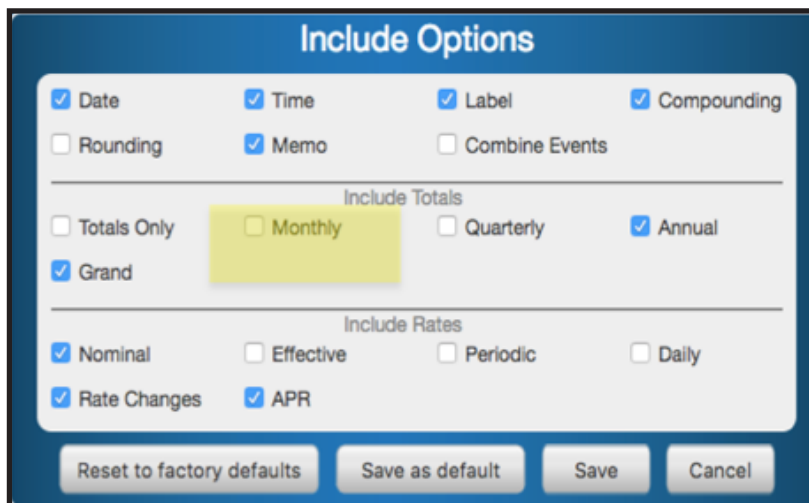 Include Options
Date Time Label Compounding
Rounding Memo Combine Events
Include Totals
Totals Only Monthly Quarterly Annual
Grand
Include Rates
Nominal Effective Periodic Daily
Rate Changes APR
Reset to factory defaults Save as default Save Cancel